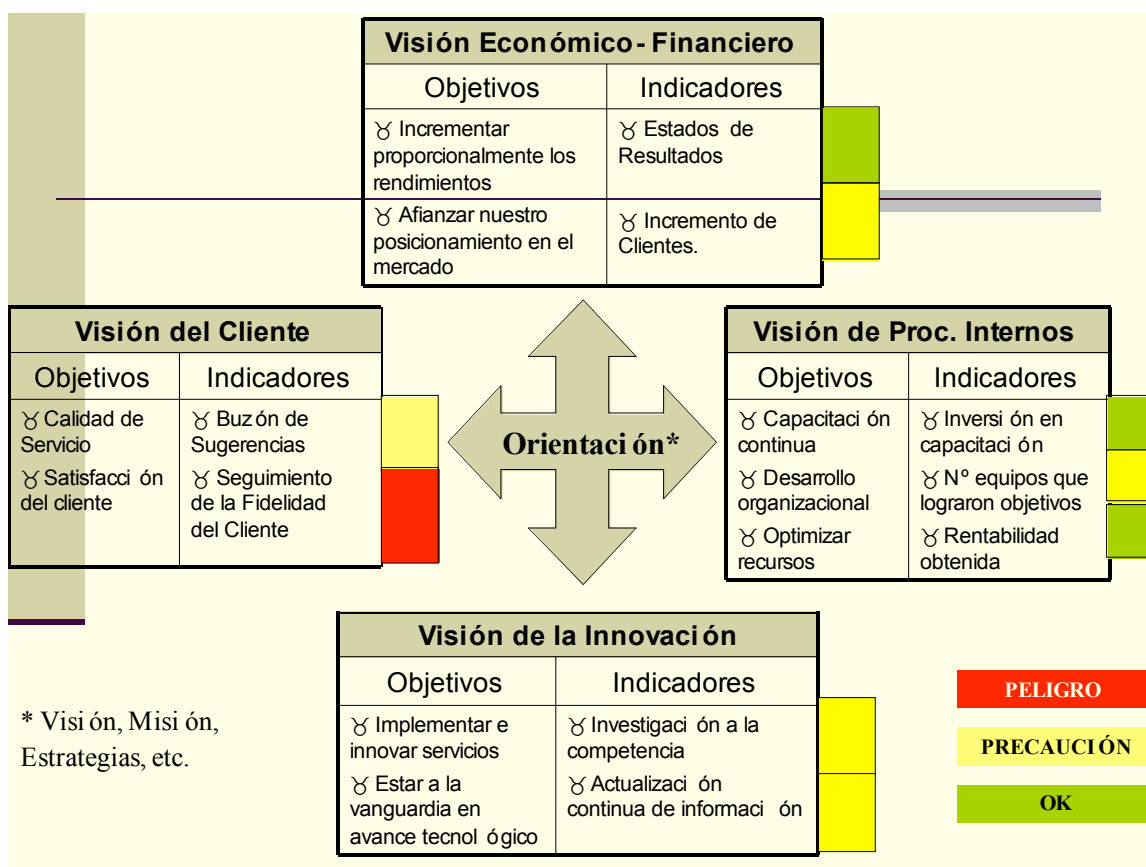 Visión Económico - Financiero
Objetivos Indicadores
♉ Incrementar
proporcionalmente los
rendimientos
♉ Estados de
Resultados
♉ Afianzar nuestro
posicionamiento en el
mercado
♉ Incremento de
Clientes.
Visión del Cliente
Objetivos Indicadores
♉ Calidad de
Servicio
♉ Buzón de
Sugerencias
♉ Satisfacci ón
del cliente
♉ Seguimiento
de la Fidelidad
del Cliente
Orientaci ón*
Visión de Proc. Internos
Objetivos Indicadores
♉ Capacitaci ón
continua
♉ Inversi ón en
capacitaci ón
♉ Desarrollo
organizacional
♉ Nº equipos que
lograron objetivos
♉ Optimizar
recursos
♉ Rentabilidad
obtenida
Visión de la Innovaci ón
Objetivos Indicadores
♉ Implementar e
innovar servicios
♉ Investigaci ón a la
competencia
♉ Estar a la
vanguardia en
avance tecnol ógico
♉ Actualizaci ón
continua de informaci ón
* Visi ón, Misi ón,
Estrategias, etc.
PELIGRO
PRECAUCI ÓN
OK